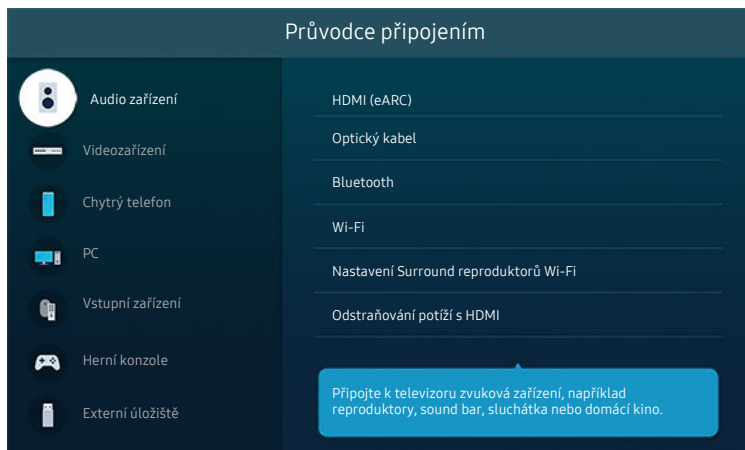 Průvodce připojením
Audio zařízení
Videozařízení
Chytrý telefon
PC
Vstupní zařízení
Herní konzole
Externí úložiště
HDMI (eARC)
Optický kabel
Bluetooth
Wi-Fi
Nastavení Surround reproduktorů Wi-Fi
Odstraňování potíží s HDMI
Připojte k televizoru zvuková zařízení, například
reproduktory, sound bar, sluchátka nebo domácí kino.